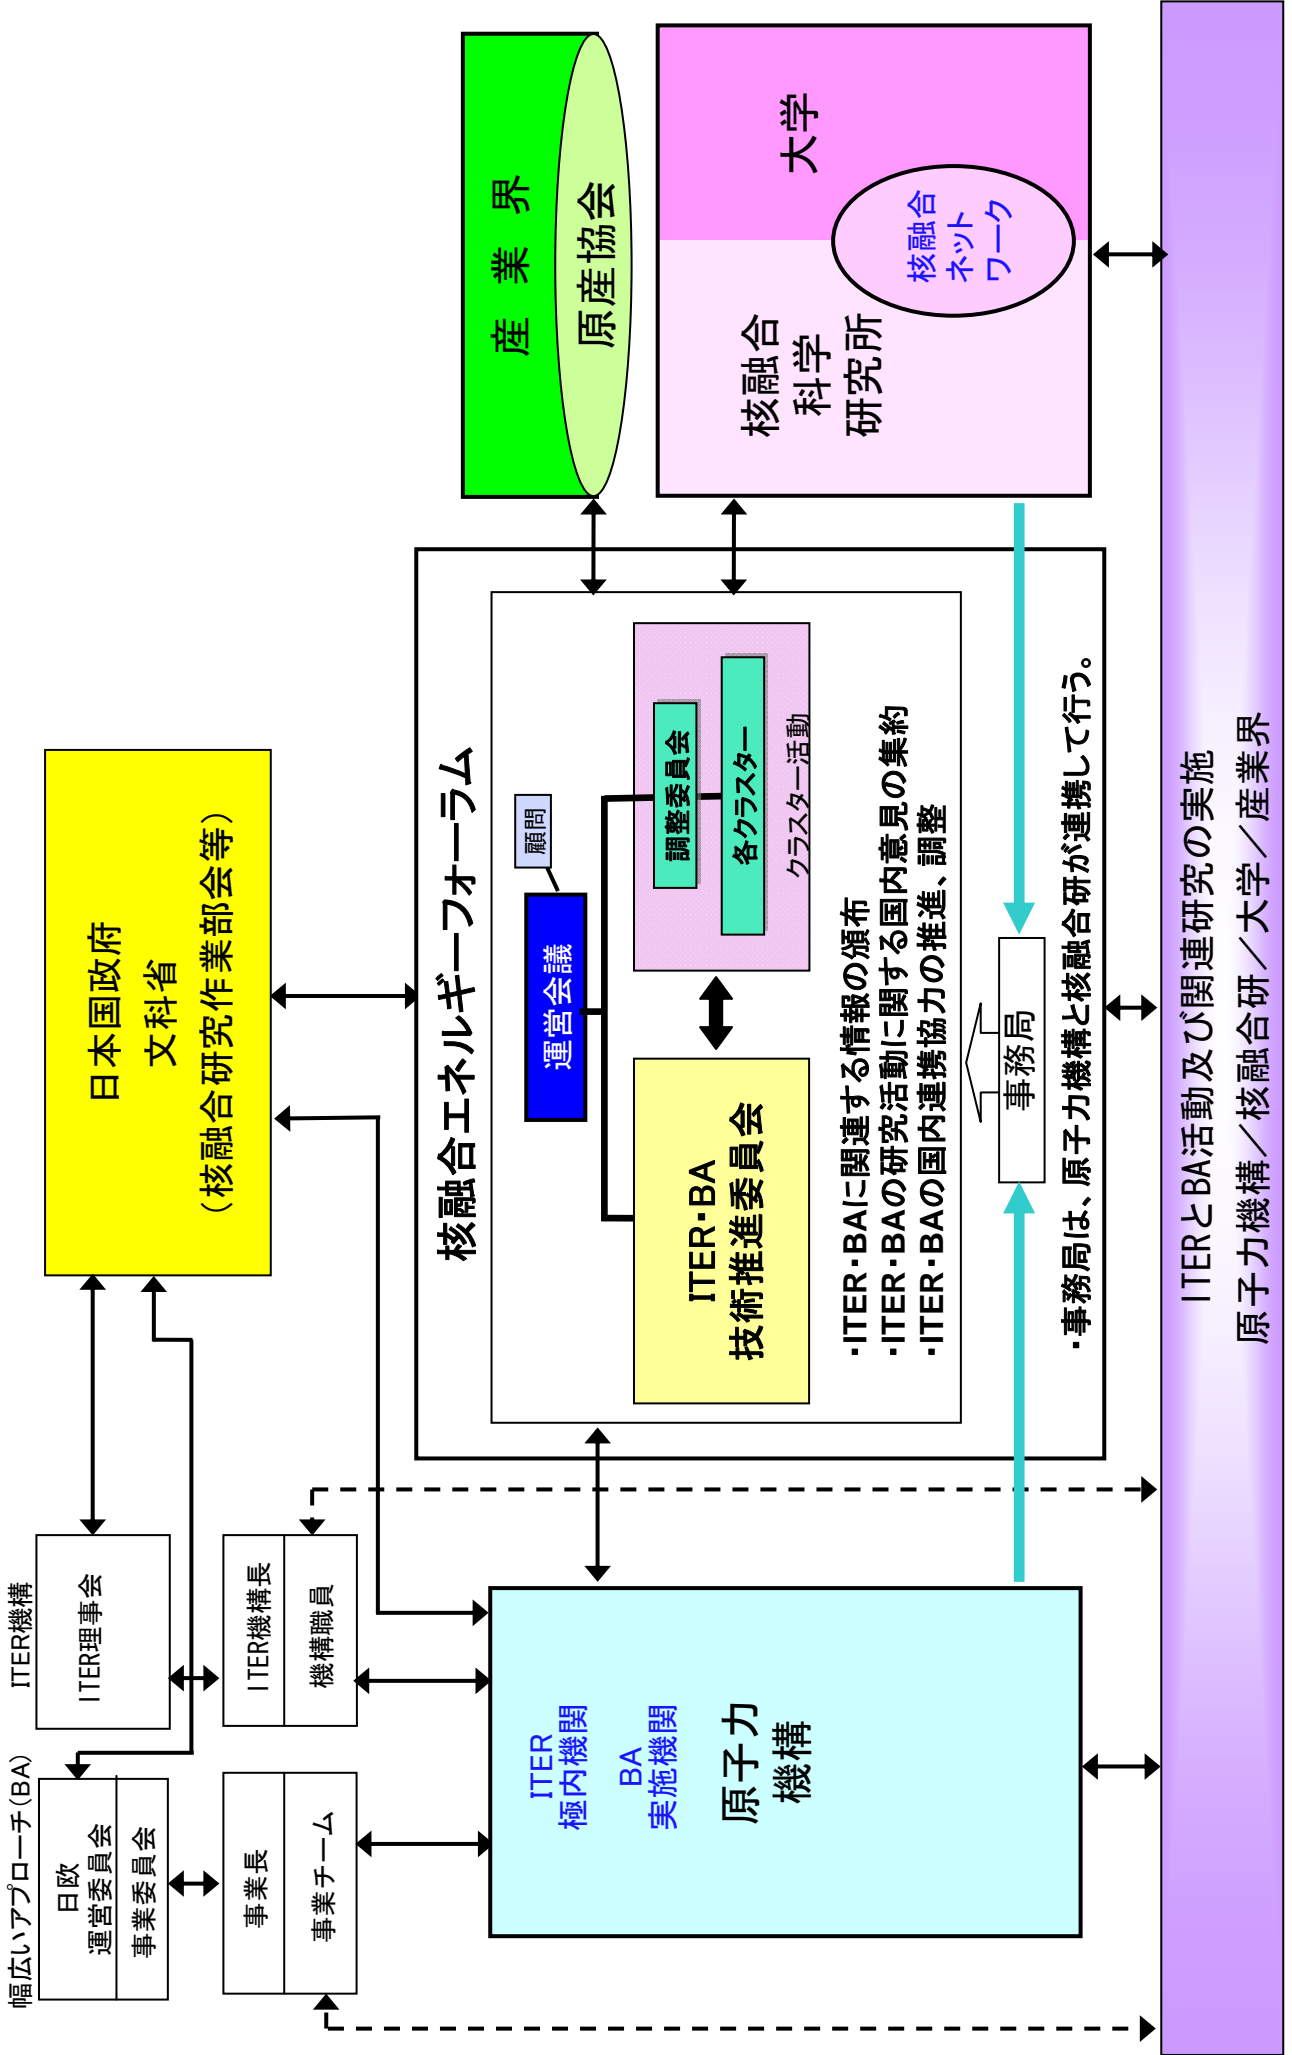 幅広いアプローチ(BA)
日欧
運営委員会
事業委員会
事業長
事業チーム
ITER機構
ITER理事会
ITER機構長
機構職員
日本国政府
文科省
（核融合研究作業部会等）
ITER
極内機関
BA
実施機関
原子力
機構
核融合エネルギーフォーラム
顧問
運営会議
ITER・BA
技術推進委員会
調整委員会
各クラスター
クラスター活動
・ITER・BAに関連する情報の頒布
・ITER・BAの研究活動に関する国内意見の集約
・ITER・BAの国内連携協力の推進、調整
事務局
・事務局は、原子力機構と核融合研が連携して行う。
産業界
原産協会
大学
核融合
科学
研究所
核融合
ネット
ワーク
ITERとBA活動及び関連研究の実施
原子力機構／核融合研／大学／産業界